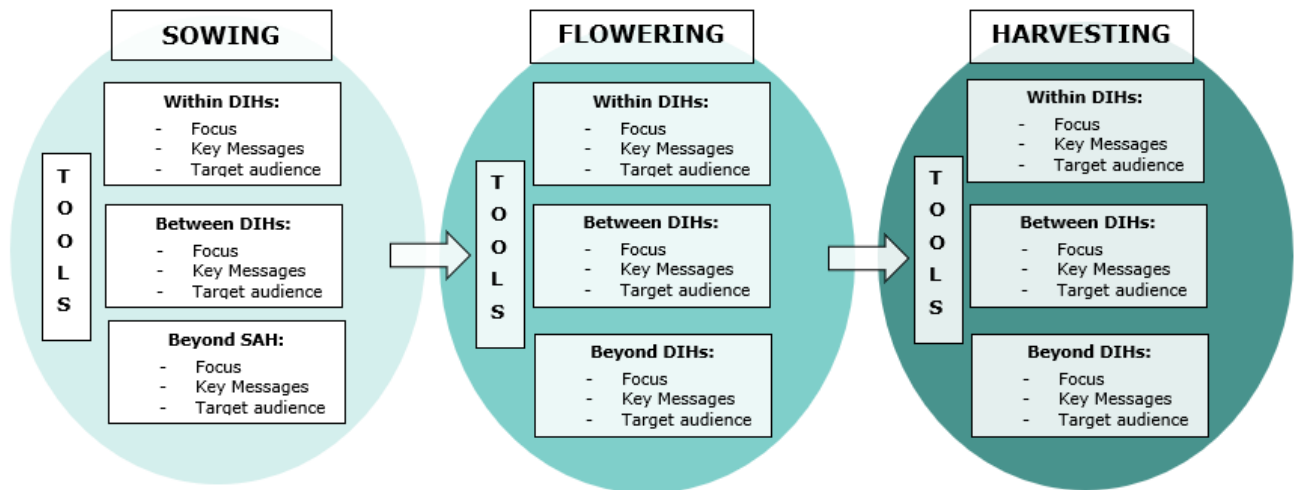 SOWING
Within DIHs:
- Focus
- Key Messages
- Target audience
TOOLS
Between DIHs:
- Focus
- Key Messages
- Target audience
Beyond SAH:
- Focus
- Key Messages
- Target audience
FLOWERING
Within DIHs:
- Focus
- Key Messages
- Target audience
TOOLS
Between DIHs:
- Focus
- Key Messages
- Target audience
Beyond DIHs:
- Focus
- Key Messages
- Target audience
HARVESTING
Within DIHs:
- Focus
- Key Messages
- Target audience
TOOLS
Between DIHs:
- Focus
- Key Messages
- Target audience
Beyond DIHs:
- Focus
- Key Messages
- Target audience